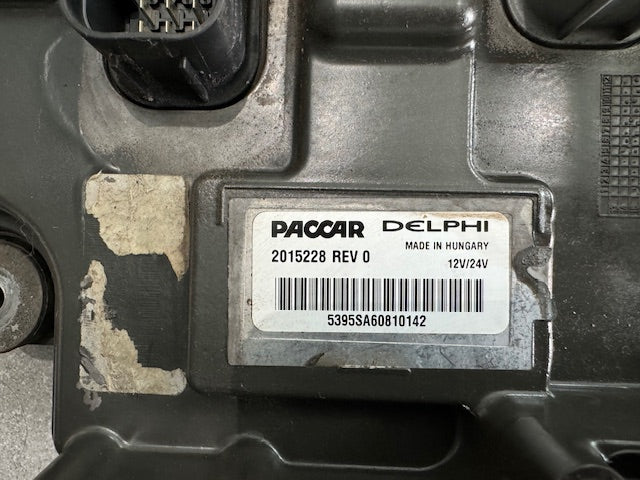 PACCAR DELPHI
MADE IN HUNGARY
2015228 REV 0
12V/24V
5395SA60810142